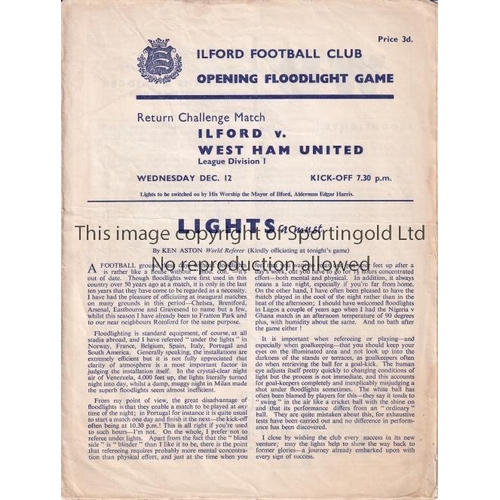 Price 3d.
ILFORD FOOTBALL CLUB
OPENING FLOODLIGHT GAME
Return Challenge Match
ILFORD v.
WEST HAM UNITED
League Division 1
WEDNESDAY DEC. 12 KICK-OFF 7.30 p.m.
Lights to be switched on by His Worship the Mayor of Ilford, Alderman Edgar Harris.
LIGHTS
This image is the copyright of Sportingold Ltd
By KEN ASTON World Referee (Kindly officiating at tonight's game)
No reproduction allowed
A FOOTBALL
is rather like a home without
out of date. Though floodlights were first used in this
country over 50 years ago at a match, it is only in the last
ten years that they have come to be regarded as a necessity.
I have had the pleasure of officiating at inaugural matches
on many grounds in this period—Chelsea, Brentford,
Arsenal, Eastbourne and Gravesend to name but a few,
whilst this season I have already been to Fratton Park and
to our near neighbours Romford for the same purpose.
Floodlighting is standard equipment, of course, at all
stadia abroad, and I have refereed "under the lights" in
Norway, France, Belgium, Spain, Italy, Portugal and
South America. Generally speaking, the installations are
extremely efficient but it is not fully appreciated that
clarity of atmosphere is a most important factor in
judging the installation itself. In the crystal-clear night
air of Venezuela, 4,000 feet up, the superb lights turned
night into day, whilst a damp, muggy night in Milan made
the superb floodlights seem almost inefficient.
From my point of view, the great disadvantage of
floodlights is that they enable a match to be played at any
time of the night; in Portugal for instance it is quite usual
to start a match one day and finish it the next—the kick-off
often being at 10.30 p.m.! This is all right if you're used
to such hours—I'm not. On the whole, I prefer not to
referee under lights. Apart from the fact that the "blind
side" is "blinder" than I like it to be, there is the point
that refereeing requires probably more mental concentra-
tion than physical effort, and just at the time when you
feet up after a
day's work, old you have to go for 1½ hours concentrated
effort—both mental and physical. In addition, it always
means a late night, especially if you're far from home.
On the other hand, I have often been pleased to have the
match played in the cool of the night rather than in the
heat of the afternoon; I should have welcomed floodlights
in Lagos a couple of years ago when I had the Nigeria v
Ghana match in an afternoon temperature of 90 degrees
plus, with humidity about the same. And no bath after
the game either!
It is important when refereeing or playing—and
especially when goalkeeping—that you should keep your
eyes on the illuminated area and not look up into the
darkness of the stands or terraces, as goalkeepers often
do when retrieving the ball for a goal-kick. The human
eye adjusts itself pretty quickly to changing conditions of
light but the process is not immediate, and this accounts
for goal-keepers completely and inexplicably misjudging a
shot under floodlights sometimes. The white ball has
often been blamed by players for this—they say it tends to
"swing" in the air like a cricket ball with the shine on
and that its performance differs from an "ordinary"
ball. They are quite mistaken about this, for exhaustive
tests have been carried out and no difference in perform-
ance has been discovered.
I close by wishing the club every success in its new
venture; may the lights help to show the way back to
former glories—a journey already embarked upon with
every sign of success.